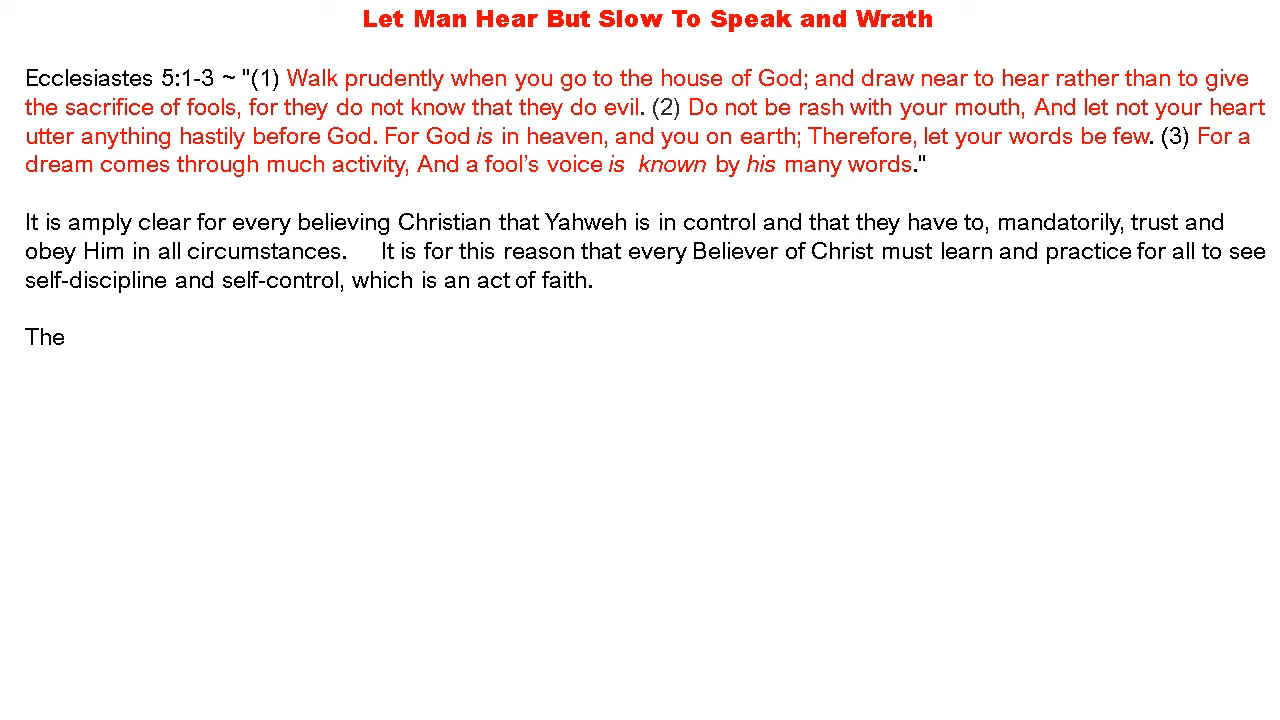 Let Man Hear But Slow To Speak and Wrath
Ecclesiastes 5:1-3 ~ "(1) Walk prudently when you go to the house of God; and draw near to hear rather than to give
the sacrifice of fools, for they do not know that they do evil. (2) Do not be rash with your mouth, And let not your heart
utter anything hastily before God. For God is in heaven, and you on earth; Therefore, let your words be few. (3) For a
dream comes through much activity, And a fool's voice is known by his many words."
It is amply clear for every believing Christian that Yahweh is in control and that they have to, mandatorily, trust and
obey Him in all circumstances. It is for this reason that every Believer of Christ must learn and practice for all to see
self-discipline and self-control, which is an act of faith.
The